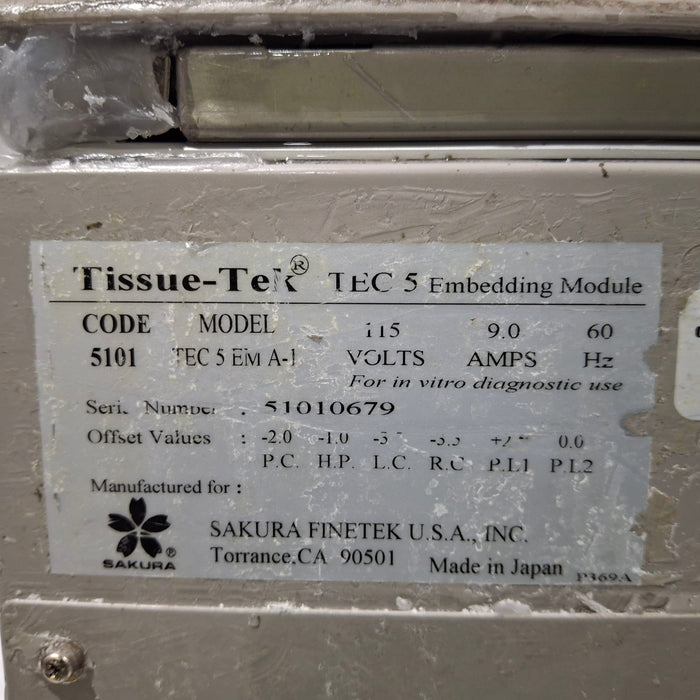 Tissue-Tek® TEC 5 Embedding Module
CODE MODEL 115 9.0 60
5101 TEC 5 EM A-1 VOLTS AMPS Hz
For in vitro diagnostic use
Number : 51010679
Offset Values : -2.0 -1.0 0.0
P.C. H.P. L.C. R.C P.L1 P.L2
Manufactured for :
SAKURA FINETEK U.S.A., INC.
SAKURA®
Torrance, CA 90501
Made in Japan
P369A